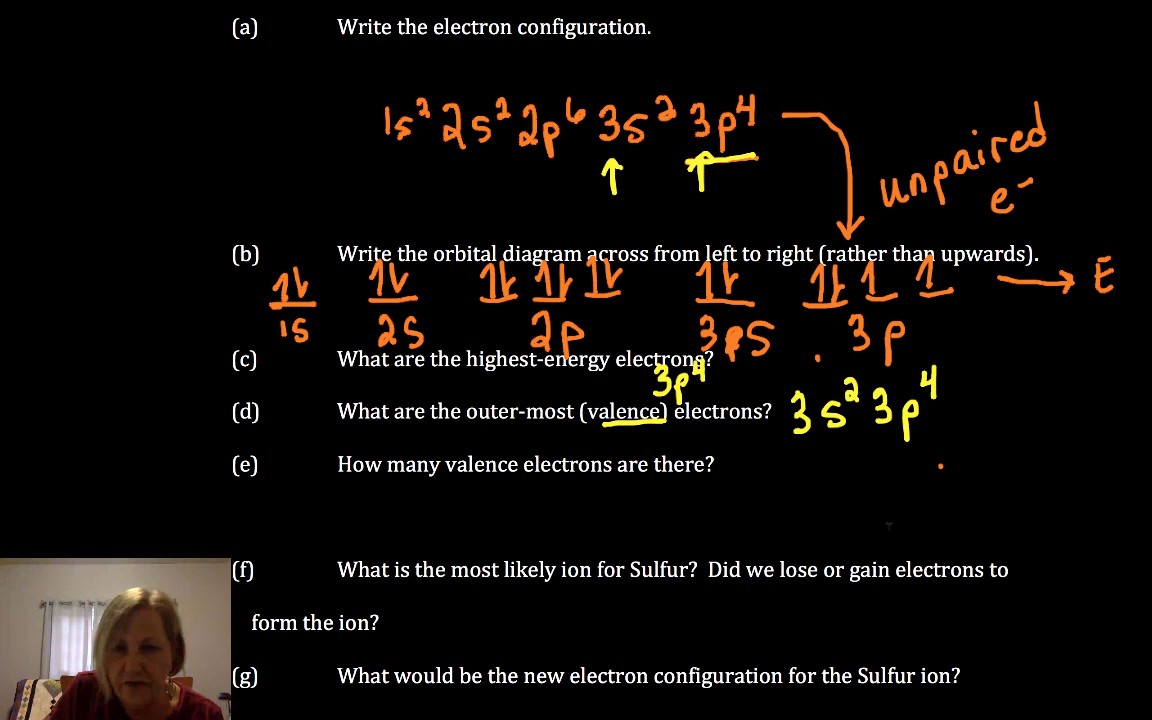 (a) Write the electron configuration.
1s² 2s² 2p⁶ 3s² 3p⁴
unpaired
e⁻
(b) Write the orbital diagram across from left to right (rather than upwards).
↿⇂ ↿⇂ ↿⇂ ↿⇂ ↿⇂ ↿⇂ ↿⇂ ↿ ↿ → E
1s 2s 2p 3s 3p
(c) What are the highest-energy electrons?
3p⁴
(d) What are the outer-most (valence) electrons? 3s² 3p⁴
(e) How many valence electrons are there?
(f) What is the most likely ion for Sulfur? Did we lose or gain electrons to
form the ion?
(g) What would be the new electron configuration for the Sulfur ion?